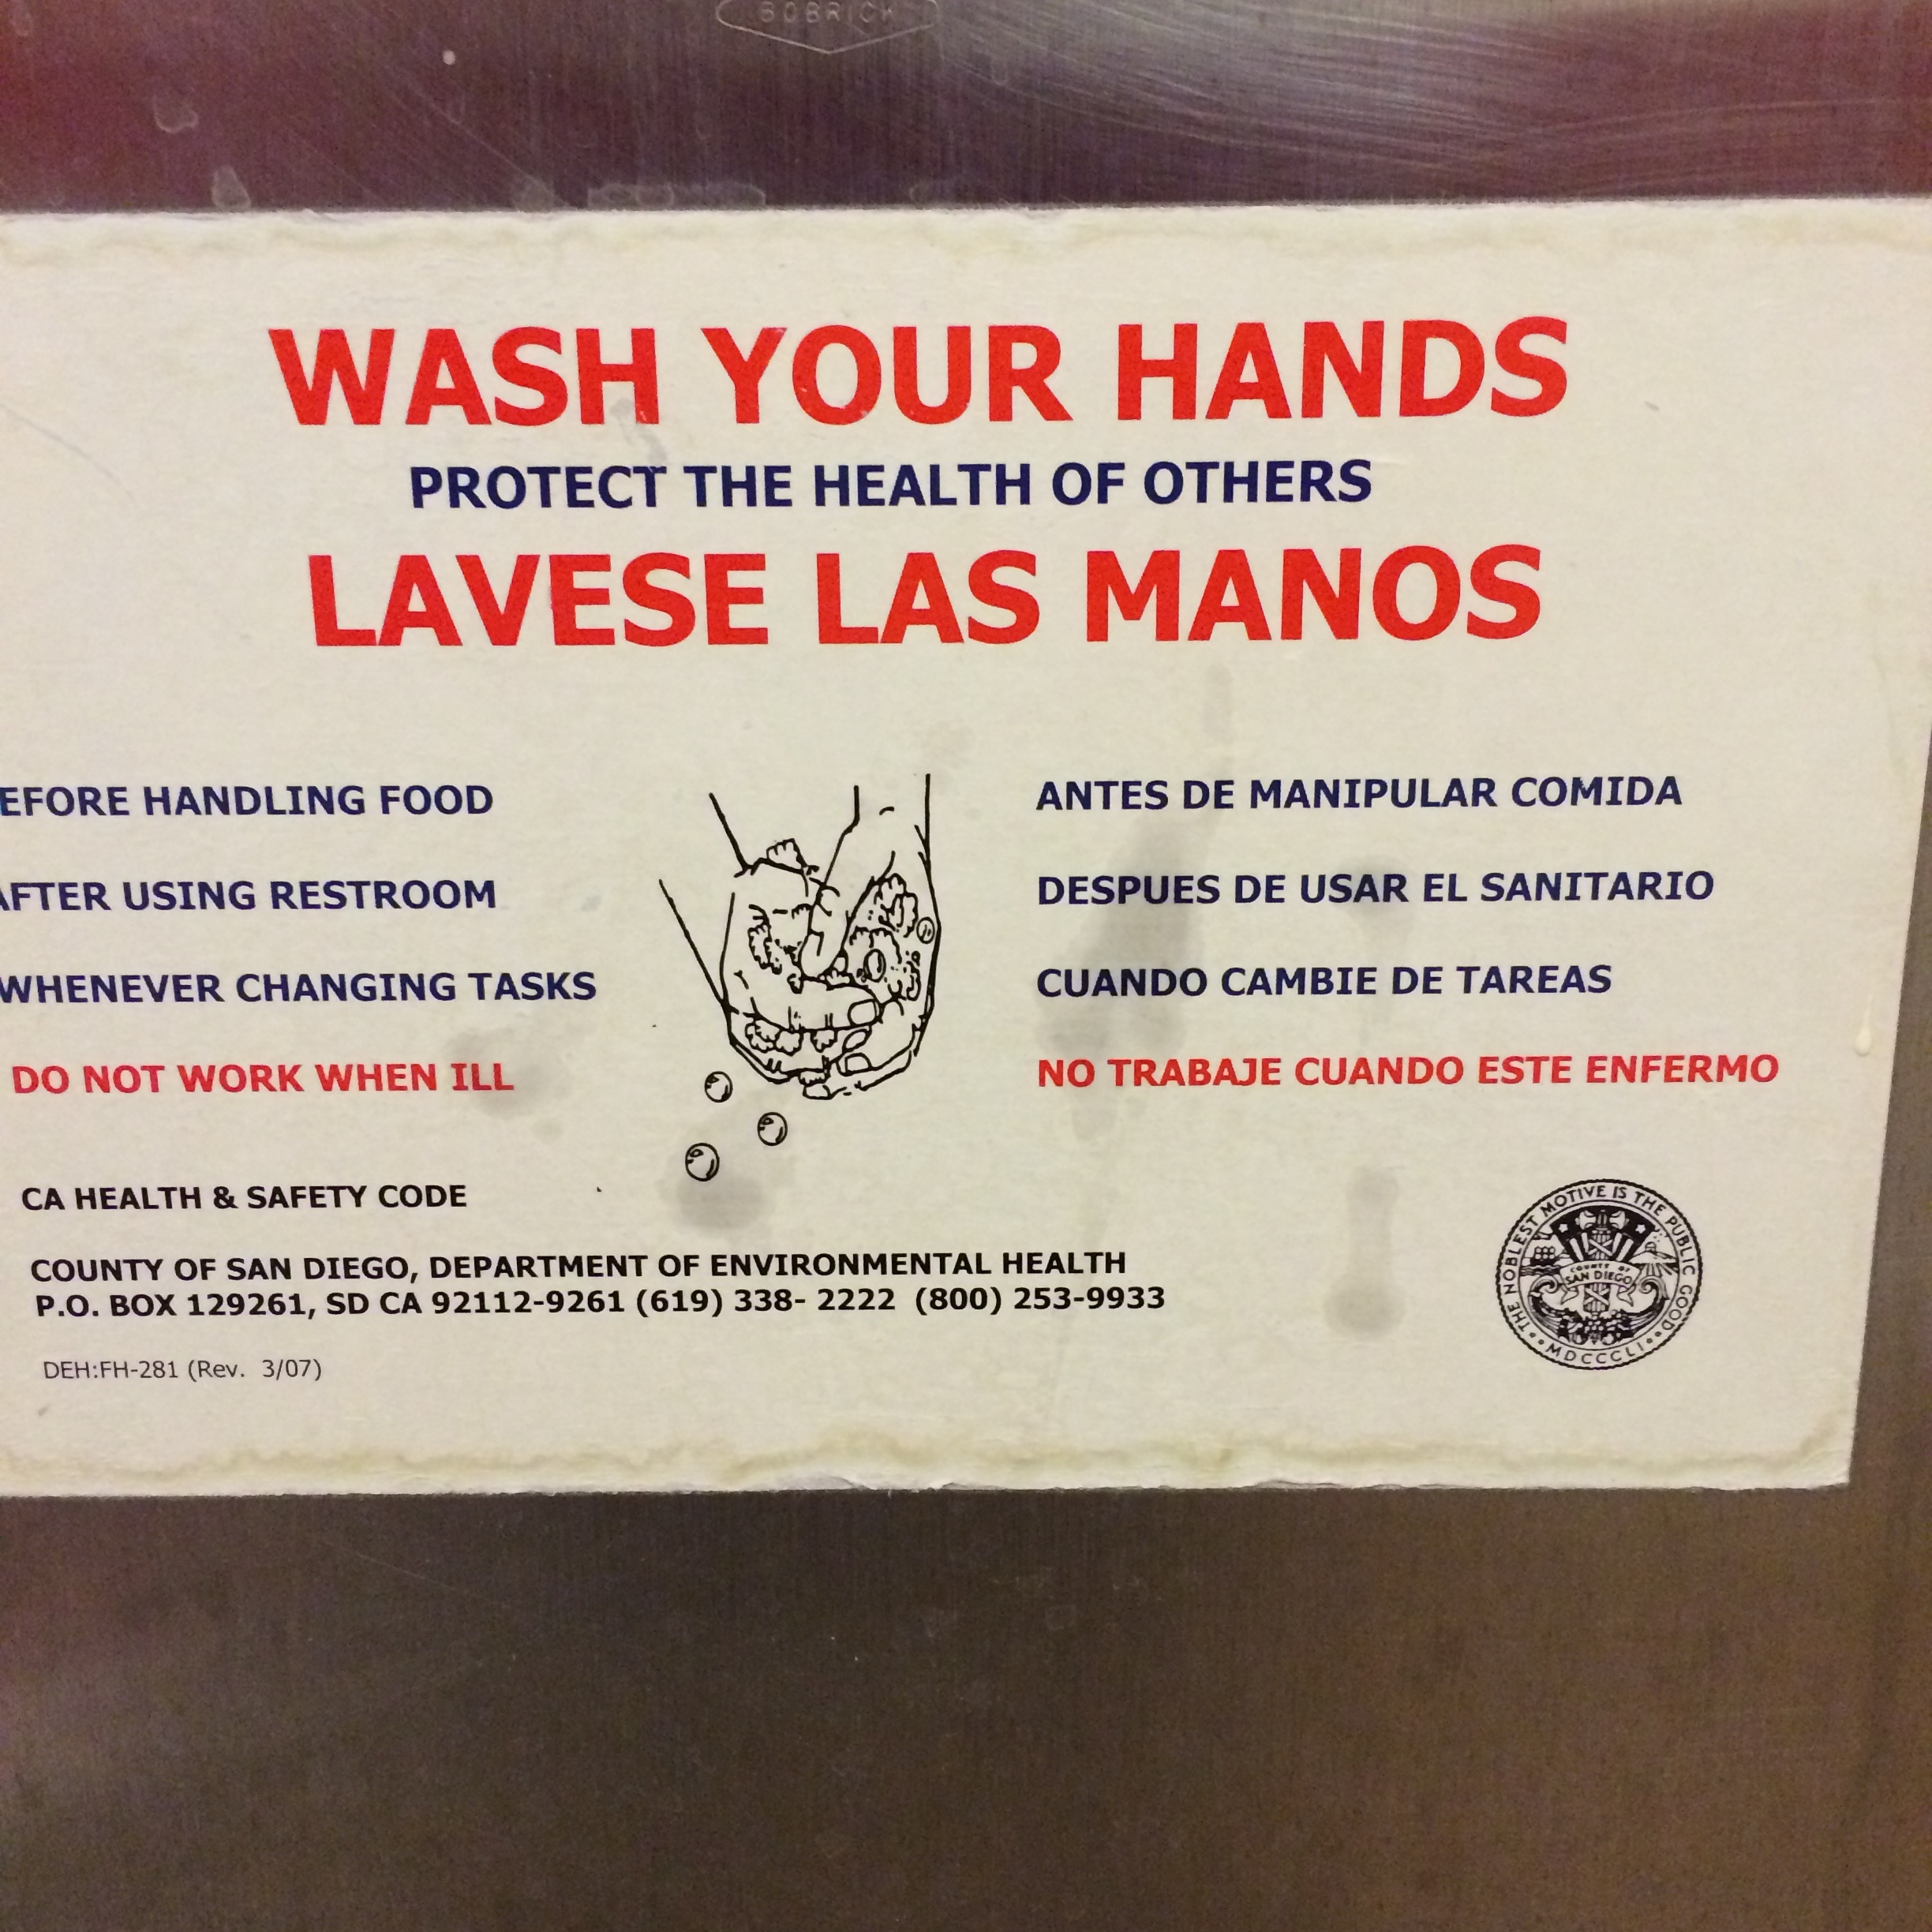 BOBRICK
WASH YOUR HANDS
PROTECT THE HEALTH OF OTHERS
LAVESE LAS MANOS
EFORE HANDLING FOOD
AFTER USING RESTROOM
WHENEVER CHANGING TASKS
DO NOT WORK WHEN ILL
ANTES DE MANIPULAR COMIDA
DESPUES DE USAR EL SANITARIO
CUANDO CAMBIE DE TAREAS
NO TRABAJE CUANDO ESTE ENFERMO
CA HEALTH & SAFETY CODE
COUNTY OF SAN DIEGO, DEPARTMENT OF ENVIRONMENTAL HEALTH
P.O. BOX 129261, SD CA 92112-9261 (619) 338- 2222 (800) 253-9933
DEH:FH-281 (Rev. 3/07)
THE NOBLEST MOTIVE IS THE PUBLIC GOOD
COUNTY OF
SAN DIEGO
MDCCCLI